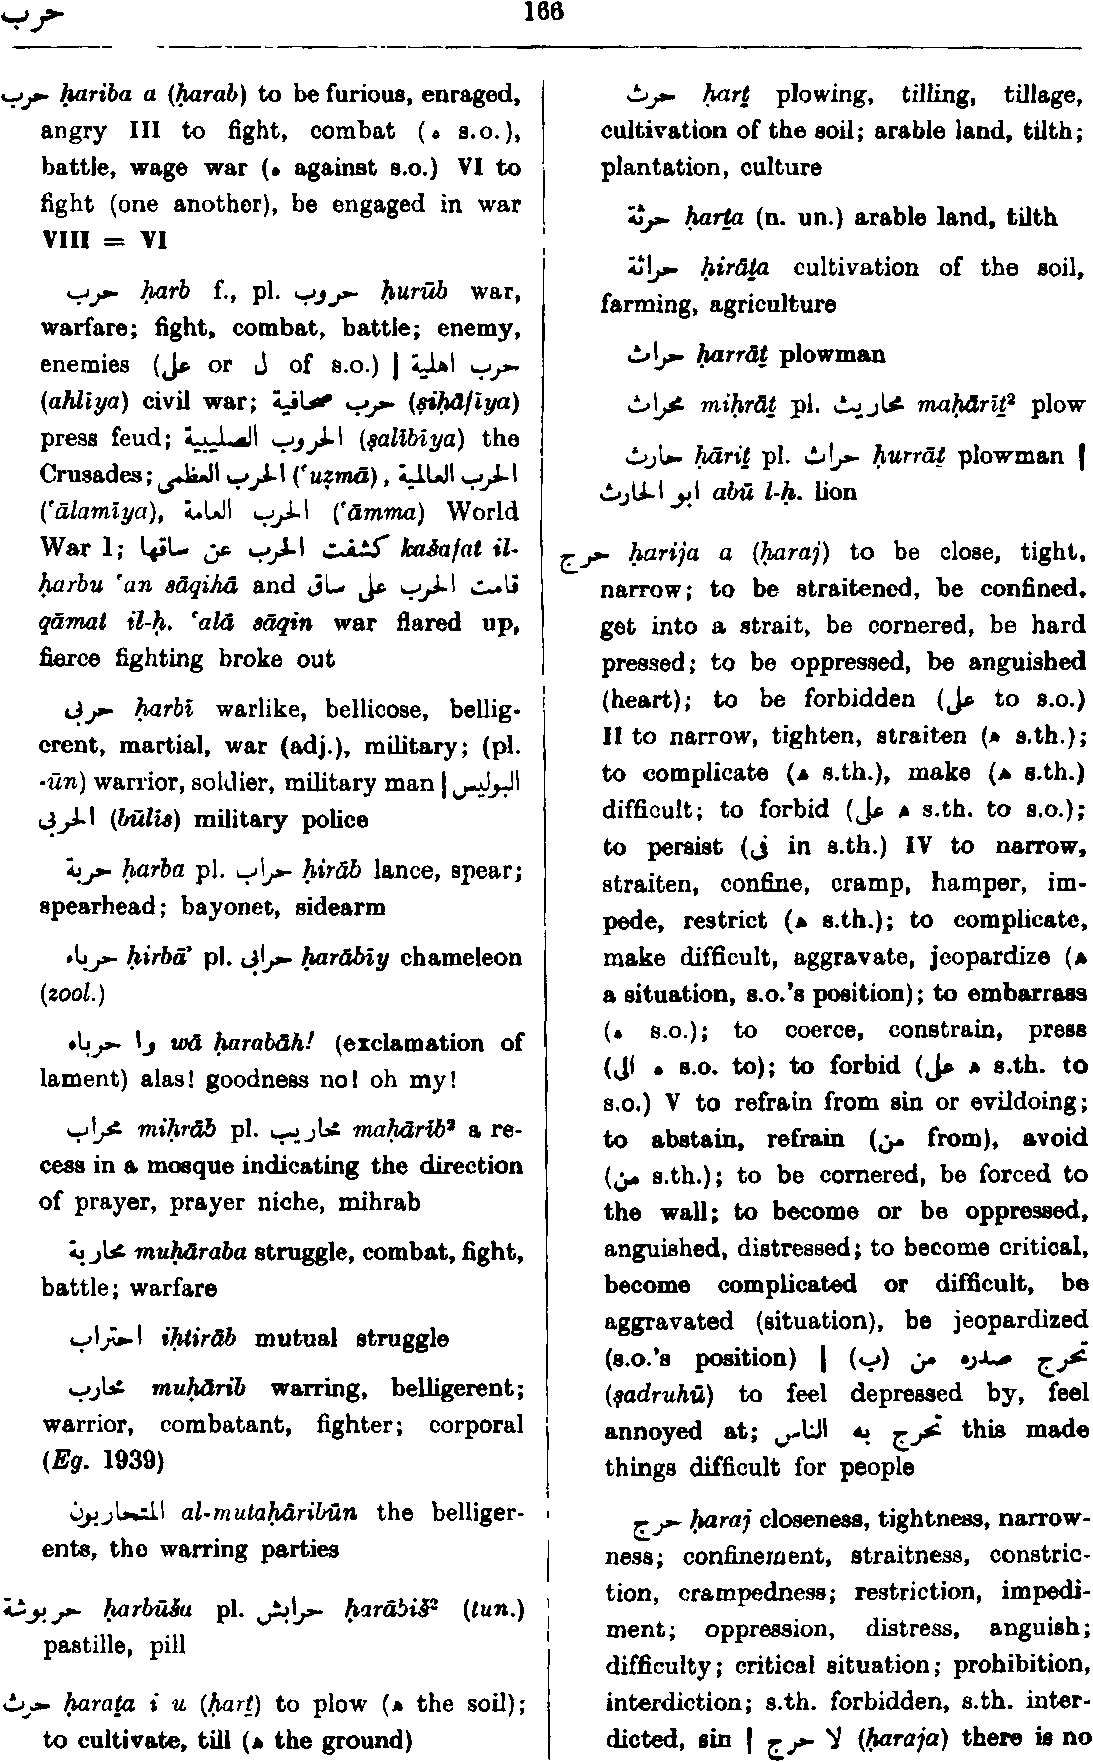 حرب
166
حرب ḥariba a (ḥarab) to be furious, enraged,
angry III to fight, combat (ه s.o.),
battle, wage war (ه against s.o.) VI to
fight (one another), be engaged in war
VIII = VI
حرب ḥarb f., pl. حروب ḥurūb war,
warfare; fight, combat, battle; enemy,
enemies (على or ل of s.o.) | حرب اهلية
(ahlīya) civil war; حرب صحافية (ṣiḥāfīya)
press feud; الحروب الصليبية (ṣalībīya) the
Crusades; الحرب العظمى (ʿuẓmā), الحرب العالمية
(ʿālamīya), الحرب العامة (ʿāmma) World
War I; كشفت الحرب عن ساقها kašafat il-
ḥarbu ʿan sāqihā and قامت الحرب على ساق
qāmat il-ḥ. ʿalā sāqin war flared up,
fierce fighting broke out
حربى ḥarbī warlike, bellicose, bellig-
erent, martial, war (adj.), military; (pl.
-ūn) warrior, soldier, military man | البوليس
الحربى (būlīs) military police
حربة ḥarba pl. حراب ḥirāb lance, spear;
spearhead; bayonet, sidearm
حرباء ḥirbāʾ pl. حرابى ḥarābīy chameleon
(zool.)
وا حرباه wā ḥarabāh! (exclamation of
lament) alas! goodness no! oh my!
محراب miḥrāb pl. محاريب maḥārīb² a re-
cess in a mosque indicating the direction
of prayer, prayer niche, mihrab
محاربة muḥāraba struggle, combat, fight,
battle; warfare
احتراب iḥtirāb mutual struggle
محارب muḥārib warring, belligerent;
warrior, combatant, fighter; corporal
(Eg. 1939)
المتحاربون al-mutaḥāribūn the belliger-
ents, the warring parties
حربوشة ḥarbūša pl. حرابش ḥarābiš² (tun.)
pastille, pill
حرث ḥaraṯa i u (ḥarṯ) to plow (ه the soil);
to cultivate, till (ه the ground)
حرث ḥarṯ plowing, tilling, tillage,
cultivation of the soil; arable land, tilth;
plantation, culture
حرثة ḥarṯa (n. un.) arable land, tilth
حراثة ḥirāṯa cultivation of the soil,
farming, agriculture
حراث ḥarrāṯ plowman
محراث miḥrāṯ pl. محاريث maḥārīṯ² plow
حارث ḥāriṯ pl. حراث ḥurrāṯ plowman |
ابو الحارث abū l-ḥ. lion
حرج ḥarija a (ḥaraj) to be close, tight,
narrow; to be straitened, be confined,
get into a strait, be cornered, be hard
pressed; to be oppressed, be anguished
(heart); to be forbidden (على to s.o.)
II to narrow, tighten, straiten (ه s.th.);
to complicate (ه s.th.), make (ه s.th.)
difficult; to forbid (على ه s.th. to s.o.);
to persist (فى in s.th.) IV to narrow,
straiten, confine, cramp, hamper, im-
pede, restrict (ه s.th.); to complicate,
make difficult, aggravate, jeopardize (ه
a situation, s.o.'s position); to embarrass
(ه s.o.); to coerce, constrain, press
(الى ه s.o. to); to forbid (على ه s.th. to
s.o.) V to refrain from sin or evildoing;
to abstain, refrain (من from), avoid
(من s.th.); to be cornered, be forced to
the wall; to become or be oppressed,
anguished, distressed; to become critical,
become complicated or difficult, be
aggravated (situation), be jeopardized
(s.o.'s position) | تحرج صدره من (ب)
(ṣadruhū) to feel depressed by, feel
annoyed at; تحرج به الناس this made
things difficult for people
حرج ḥaraj closeness, tightness, narrow-
ness; confinement, straitness, constric-
tion, crampedness; restriction, impedi-
ment; oppression, distress, anguish;
difficulty; critical situation; prohibition,
interdiction; s.th. forbidden, s.th. inter-
dicted, sin | لا حرج (ḥaraja) there is no